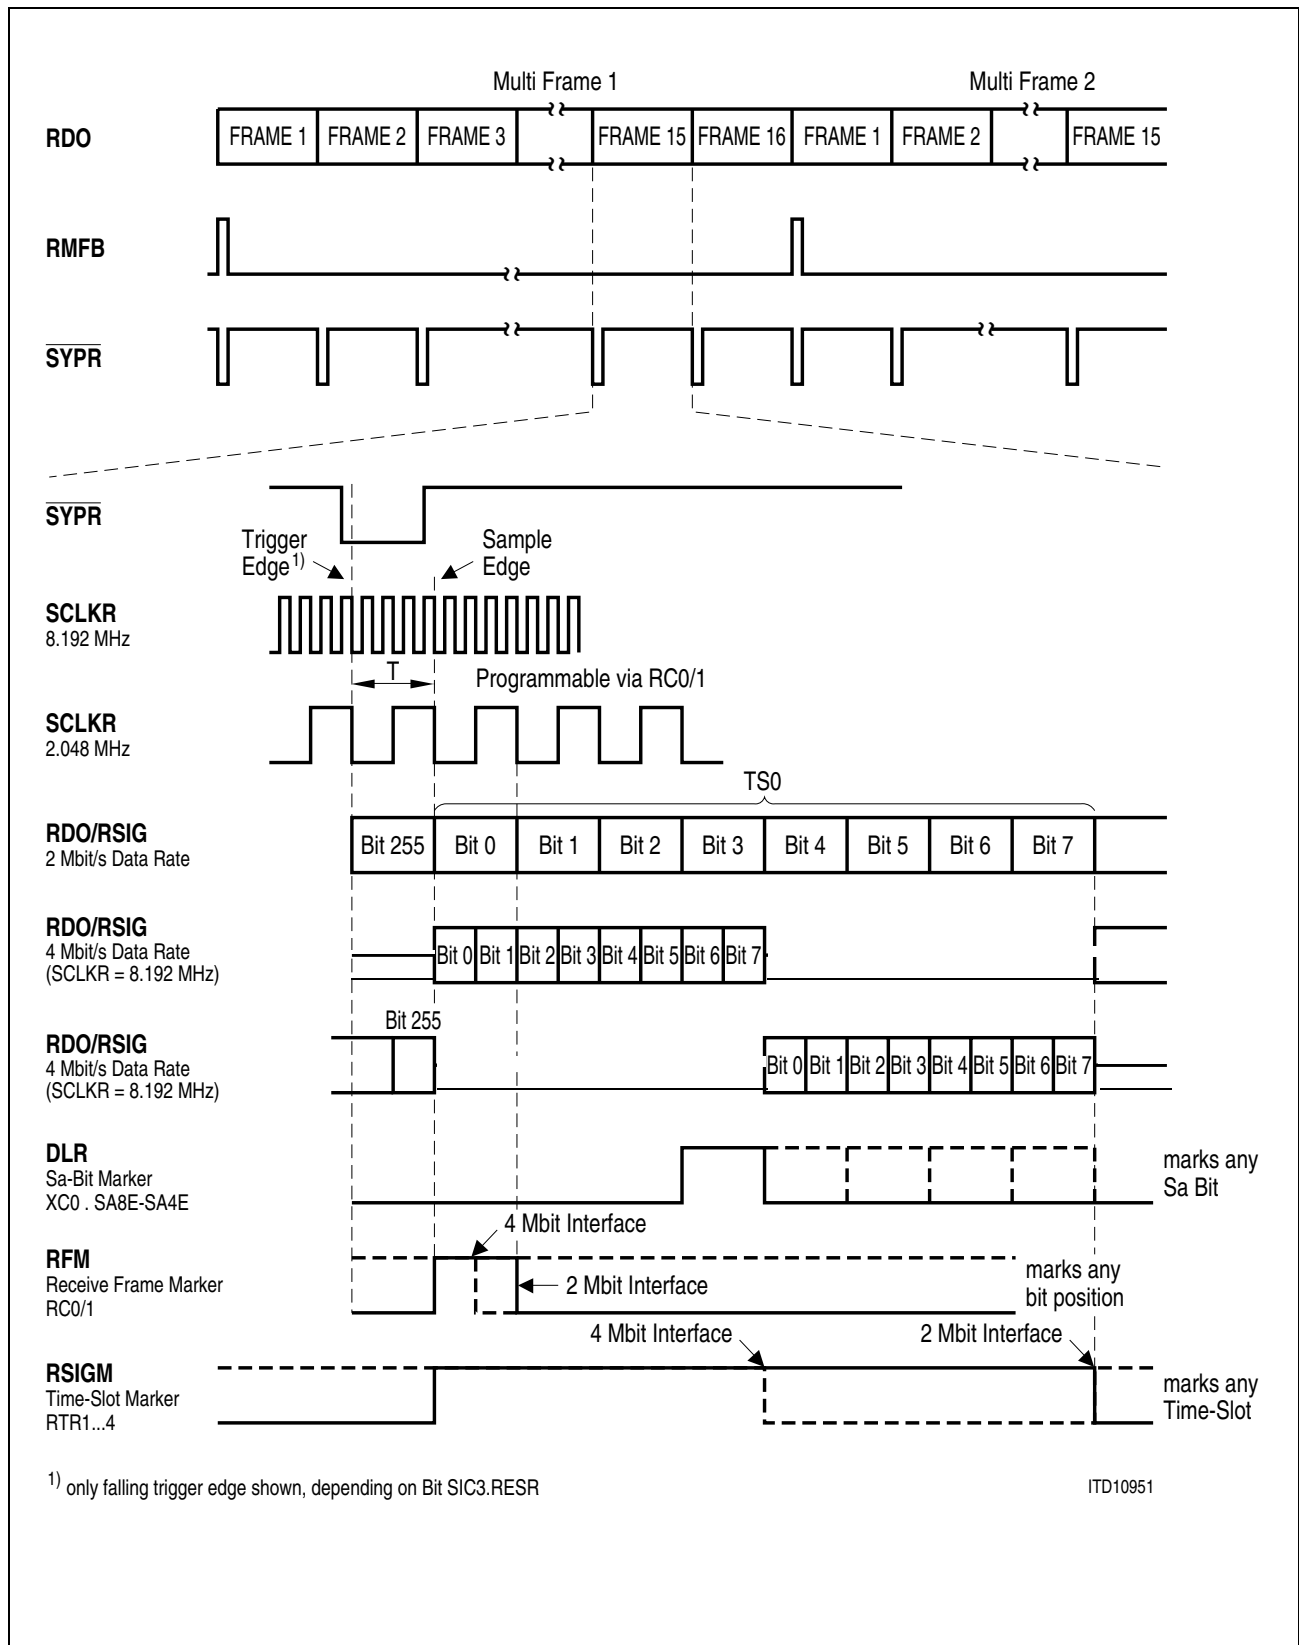 Multi Frame 1 Multi Frame 2
RDO FRAME 1 FRAME 2 FRAME 3 FRAME 15 FRAME 16 FRAME 1 FRAME 2 FRAME 15
RMFB
SYPR
SYPR
Trigger
Edge 1)
Sample
Edge
SCLKR
8.192 MHz
T
Programmable via RC0/1
SCLKR
2.048 MHz
TS0
RDO/RSIG
2 Mbit/s Data Rate
Bit 255 Bit 0 Bit 1 Bit 2 Bit 3 Bit 4 Bit 5 Bit 6 Bit 7
RDO/RSIG
4 Mbit/s Data Rate
(SCLKR = 8.192 MHz)
Bit 0 Bit 1 Bit 2 Bit 3 Bit 4 Bit 5 Bit 6 Bit 7
Bit 255
RDO/RSIG
4 Mbit/s Data Rate
(SCLKR = 8.192 MHz)
Bit 0 Bit 1 Bit 2 Bit 3 Bit 4 Bit 5 Bit 6 Bit 7
DLR
Sa-Bit Marker
XC0 . SA8E-SA4E
marks any
Sa Bit
4 Mbit Interface
RFM
Receive Frame Marker
RC0/1
2 Mbit Interface
marks any
bit position
4 Mbit Interface 2 Mbit Interface
RSIGM
Time-Slot Marker
RTR1...4
marks any
Time-Slot
1) only falling trigger edge shown, depending on Bit SIC3.RESR
ITD10951